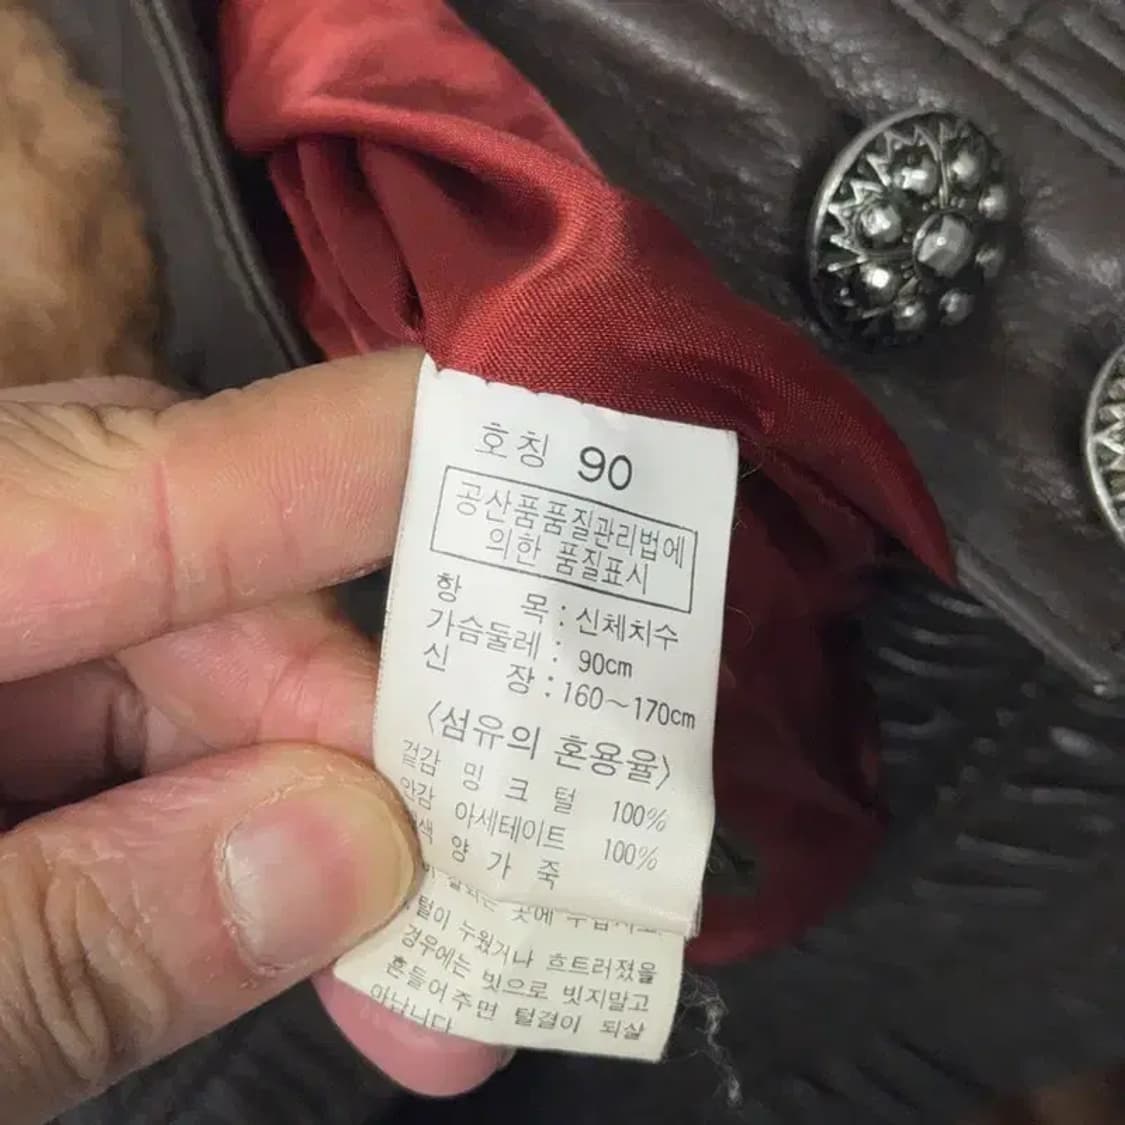 호칭 90
공산품품질관리법에
의한 품질표시
항 목 : 신체치수
가슴둘레 : 90cm
신 장 : 160~170cm
〈섬유의 혼용율〉
겉감 밍크털 100%
안감 아세테이트 100%
양가죽
곳에
털이 누웠거나 흐트러졌을
경우에는 빗으로 빗지말고
흔들어주면 털결이 되살
아납니다